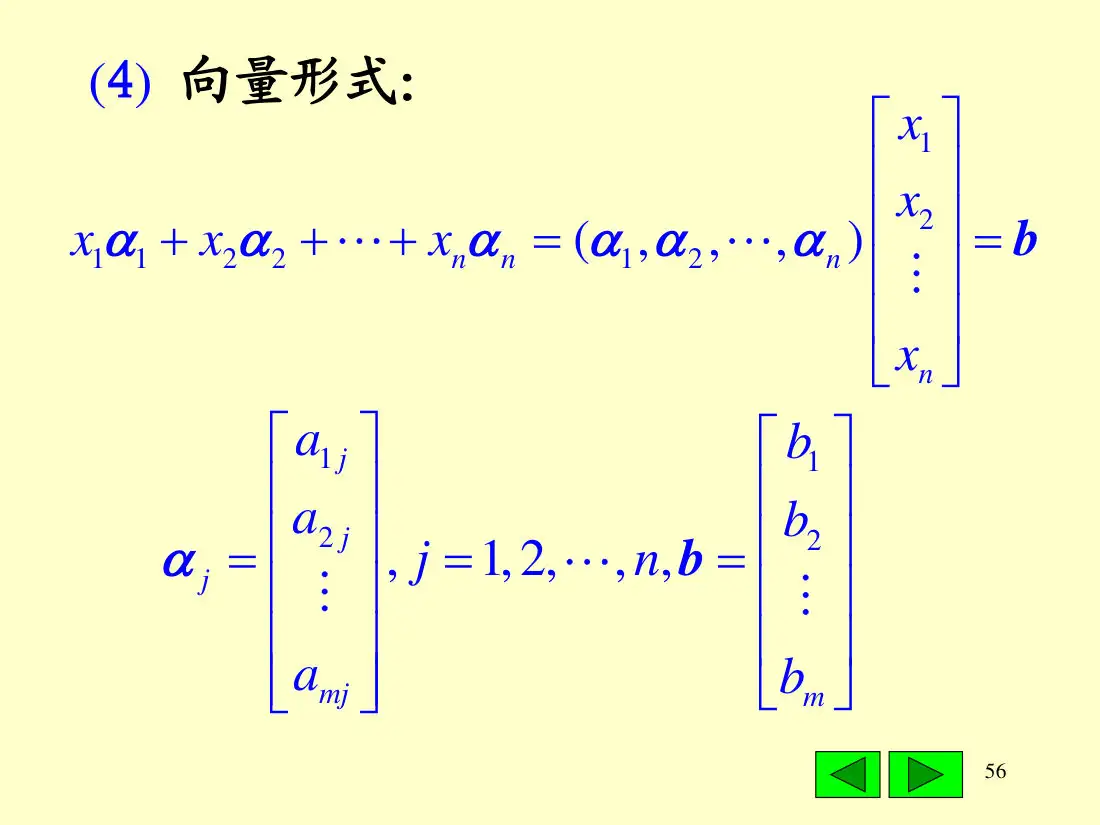 (4) 向量形式:
x₁α₁ + x₂α₂ + ⋯ + xₙαₙ = (α₁, α₂, ⋯, αₙ) [x₁ x₂ ⋮ xₙ] = b
αⱼ = [a₁ⱼ a₂ⱼ ⋮ aₘⱼ], j = 1, 2, ⋯, n, b = [b₁ b₂ ⋮ bₘ]
56